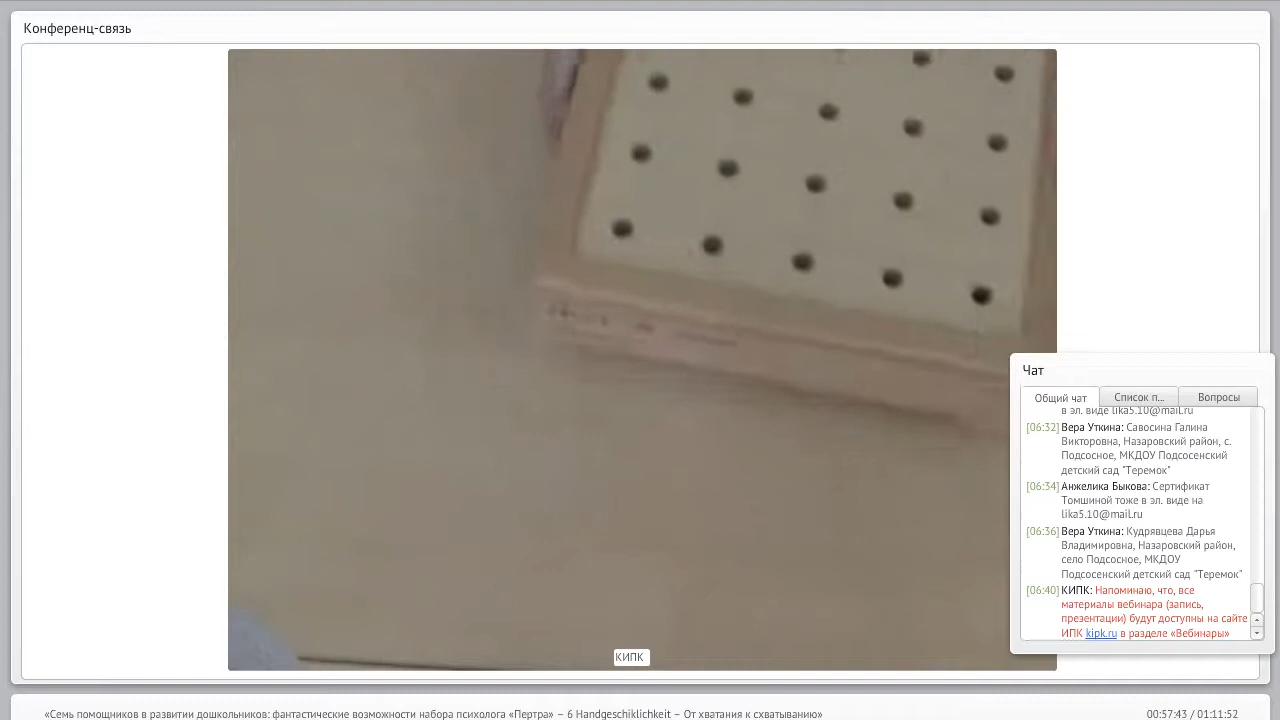 Конференц-связь
КИПК
Чат
Общий чат
Список п...
Вопросы
в эл. виде lika5.10@mail.ru
[06:32] Вера Уткина: Савосина Галина
Викторовна, Назаровский район, с.
Подсосное, МКДОУ Подсосенский
детский сад "Теремок"
[06:34] Анжелика Быкова: Сертификат
Томшиной тоже в эл. виде на
lika5.10@mail.ru
[06:36] Вера Уткина: Кудрявцева Дарья
Владимировна, Назаровский район,
село Подсосное, МКДОУ
Подсосенский детский сад "Теремок"
[06:40] КИПК: Напоминаю, что, все
материалы вебинара (запись,
презентации) будут доступны на сайте
ИПК kipk.ru в разделе «Вебинары»
«Семь помощников в развитии дошкольников: фантастические возможности набора психолога «Пертра» – 6 Handgeschiklichkeit – От хватания к схватыванию»
00:57:43 / 01:11:52